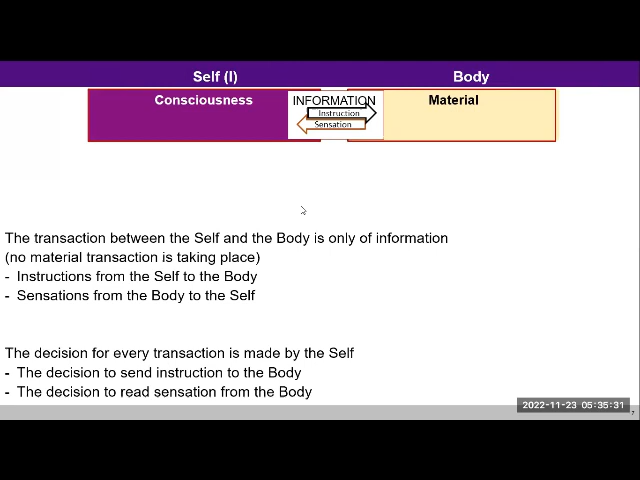 Self (I) Body
Consciousness INFORMATION Material
Instruction
Sensation
The transaction between the Self and the Body is only of information
(no material transaction is taking place)
- Instructions from the Self to the Body
- Sensations from the Body to the Self
The decision for every transaction is made by the Self
- The decision to send instruction to the Body
- The decision to read sensation from the Body
2022-11-23 05:35:31
7